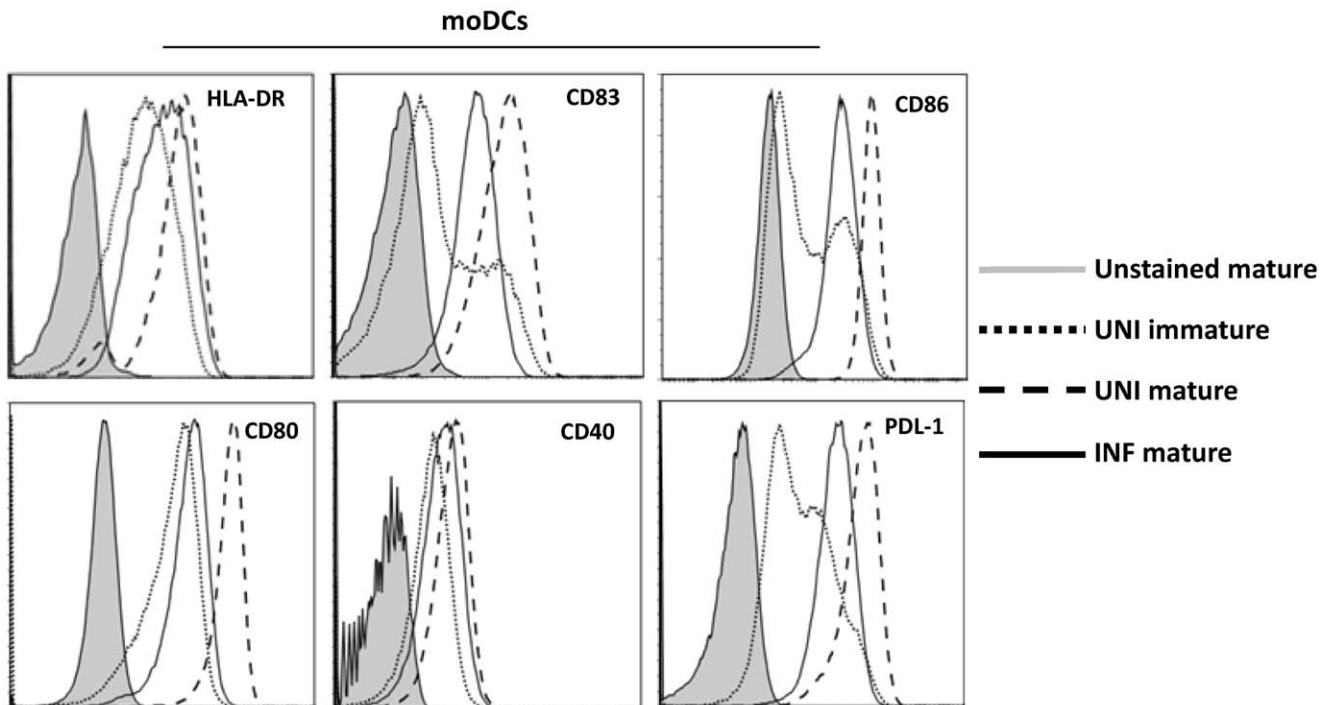 moDCs
HLA-DR
CD83
CD86
CD80
CD40
PDL-1
Unstained mature
UNI immature
UNI mature
INF mature